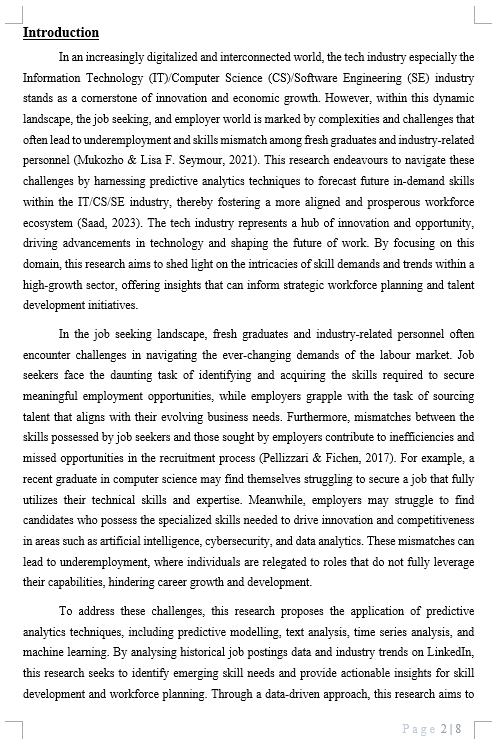 Introduction
In an increasingly digitalized and interconnected world, the tech industry especially the
Information Technology (IT)/Computer Science (CS)/Software Engineering (SE) industry
stands as a cornerstone of innovation and economic growth. However, within this dynamic
landscape, the job seeking, and employer world is marked by complexities and challenges that
often lead to underemployment and skills mismatch among fresh graduates and industry-related
personnel (Mukozho & Lisa F. Seymour, 2021). This research endeavours to navigate these
challenges by harnessing predictive analytics techniques to forecast future in-demand skills
within the IT/CS/SE industry, thereby fostering a more aligned and prosperous workforce
ecosystem (Saad, 2023). The tech industry represents a hub of innovation and opportunity,
driving advancements in technology and shaping the future of work. By focusing on this
domain, this research aims to shed light on the intricacies of skill demands and trends within a
high-growth sector, offering insights that can inform strategic workforce planning and talent
development initiatives.
In the job seeking landscape, fresh graduates and industry-related personnel often
encounter challenges in navigating the ever-changing demands of the labour market. Job
seekers face the daunting task of identifying and acquiring the skills required to secure
meaningful employment opportunities, while employers grapple with the task of sourcing
talent that aligns with their evolving business needs. Furthermore, mismatches between the
skills possessed by job seekers and those sought by employers contribute to inefficiencies and
missed opportunities in the recruitment process (Pellizzari & Fichen, 2017). For example, a
recent graduate in computer science may find themselves struggling to secure a job that fully
utilizes their technical skills and expertise. Meanwhile, employers may struggle to find
candidates who possess the specialized skills needed to drive innovation and competitiveness
in areas such as artificial intelligence, cybersecurity, and data analytics. These mismatches can
lead to underemployment, where individuals are relegated to roles that do not fully leverage
their capabilities, hindering career growth and development.
To address these challenges, this research proposes the application of predictive
analytics techniques, including predictive modelling, text analysis, time series analysis, and
machine learning. By analysing historical job postings data and industry trends on LinkedIn,
this research seeks to identify emerging skill needs and provide actionable insights for skill
development and workforce planning. Through a data-driven approach, this research aims to
Page 2|8